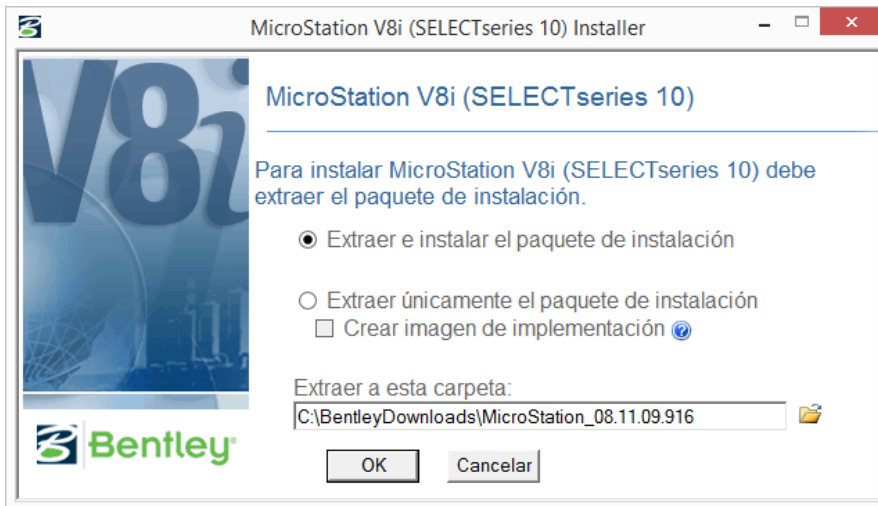 MicroStation V8i (SELECTseries 10) Installer
V8i
MicroStation V8i (SELECTseries 10)
Para instalar MicroStation V8i (SELECTseries 10) debe
extraer el paquete de instalación.
Extraer e instalar el paquete de instalación
Extraer únicamente el paquete de instalación
Crear imagen de implementación
Extraer a esta carpeta:
C:\BentleyDownloads\MicroStation_08.11.09.916
Bentley
OK Cancelar